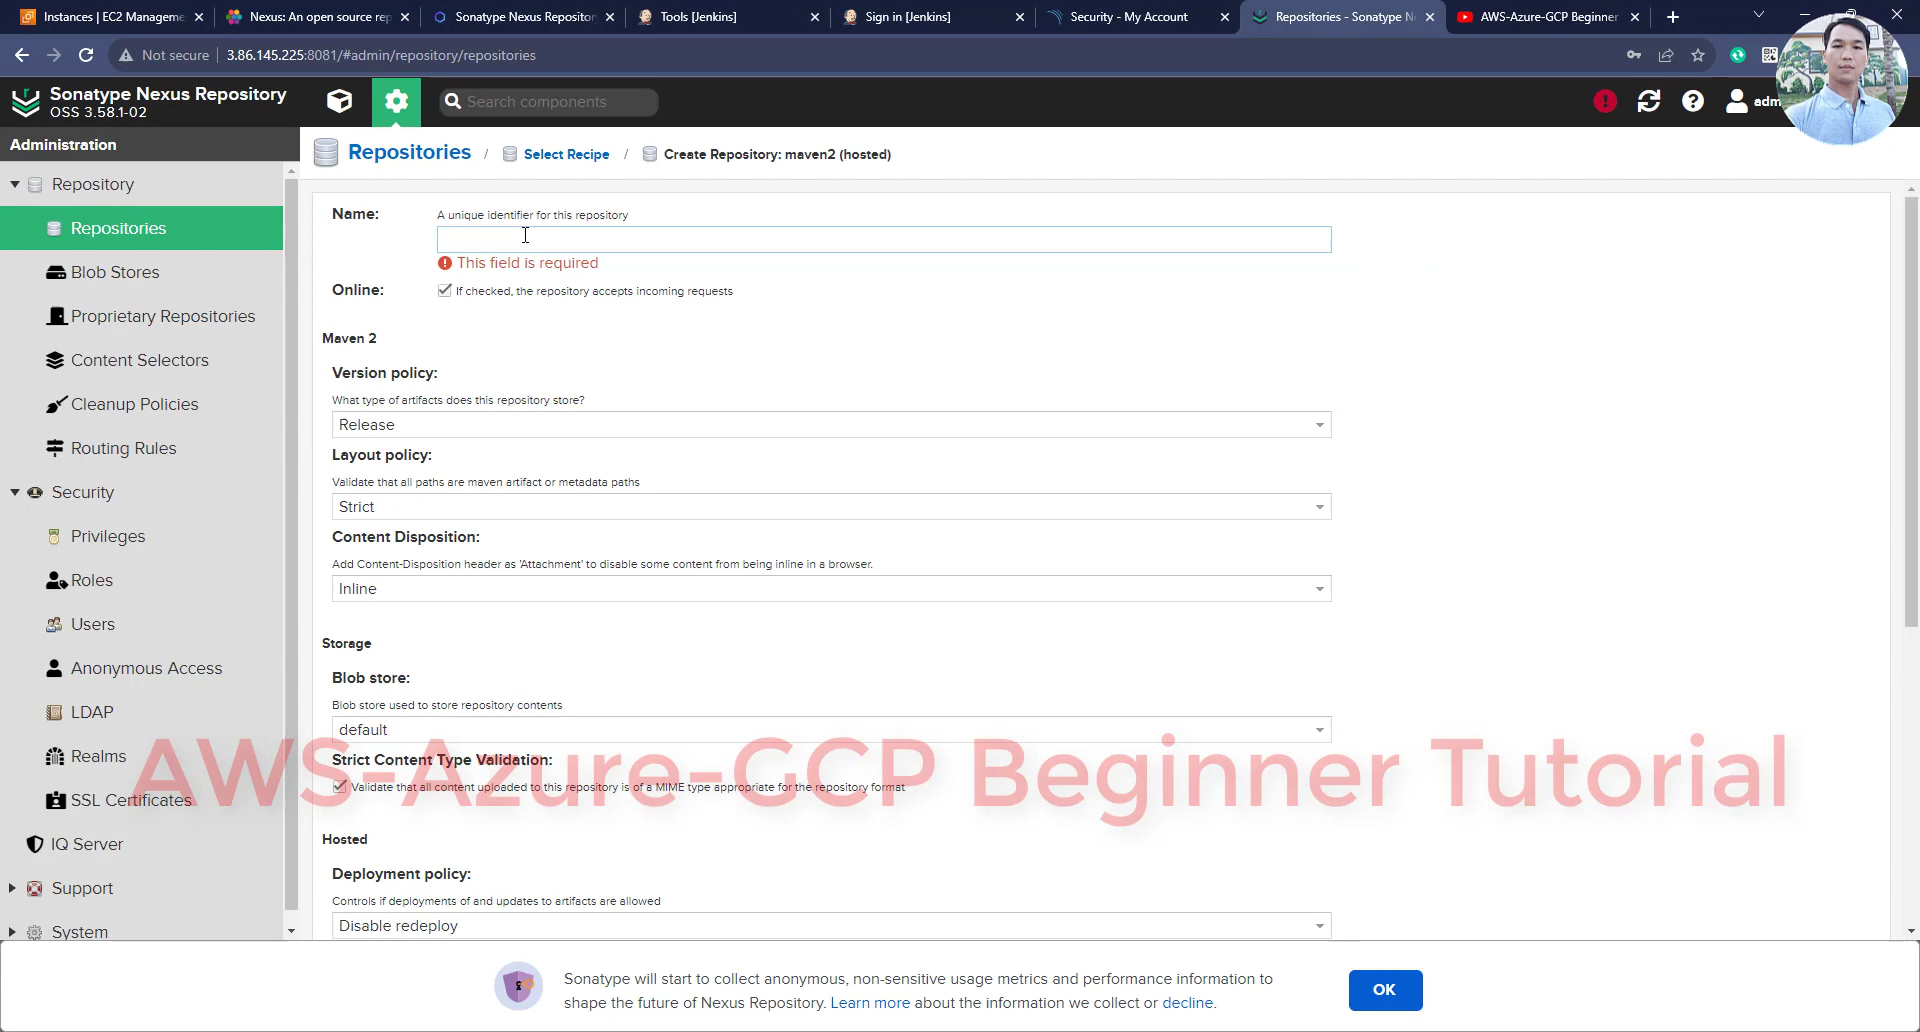 Instances | EC2 Manageme
Nexus: An open source rep
Sonatype Nexus Repositor
Tools [Jenkins]
Sign in [Jenkins]
Security - My Account
Repositories - Sonatype N
AWS-Azure-GCP Beginner
Not secure
3.86.145.225:8081/#admin/repository/repositories
Sonatype Nexus Repository
OSS 3.58.1-02
Search components
adm
Administration
Repositories / Select Recipe / Create Repository: maven2 (hosted)
Repository
Repositories
Blob Stores
Proprietary Repositories
Content Selectors
Cleanup Policies
Routing Rules
Security
Privileges
Roles
Users
Anonymous Access
LDAP
Realms
SSL Certificates
IQ Server
Support
System
Name:
A unique identifier for this repository
This field is required
Online:
If checked, the repository accepts incoming requests
Maven 2
Version policy:
What type of artifacts does this repository store?
Release
Layout policy:
Validate that all paths are maven artifact or metadata paths
Strict
Content Disposition:
Add Content-Disposition header as 'Attachment' to disable some content from being inline in a browser.
Inline
Storage
Blob store:
Blob store used to store repository contents
default
Strict Content Type Validation:
Validate that all content uploaded to this repository is of a MIME type appropriate for the repository format
AWS-Azure-GCP Beginner Tutorial
Hosted
Deployment policy:
Controls if deployments of and updates to artifacts are allowed
Disable redeploy
Sonatype will start to collect anonymous, non-sensitive usage metrics and performance information to
shape the future of Nexus Repository. Learn more about the information we collect or decline.
OK